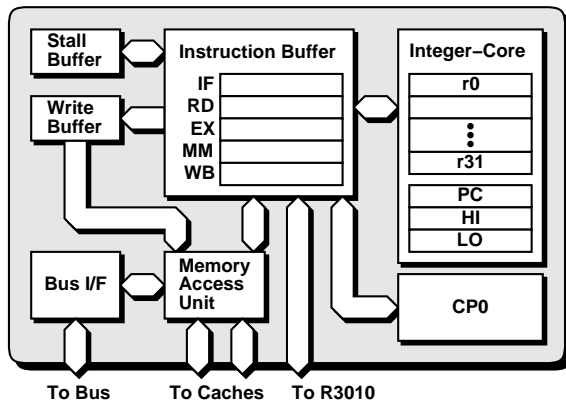 Stall
Buffer
Instruction Buffer
IF
RD
EX
MM
WB
Integer–Core
r0
r31
PC
HI
LO
Write
Buffer
Bus I/F
Memory
Access
Unit
CP0
To Bus
To Caches
To R3010